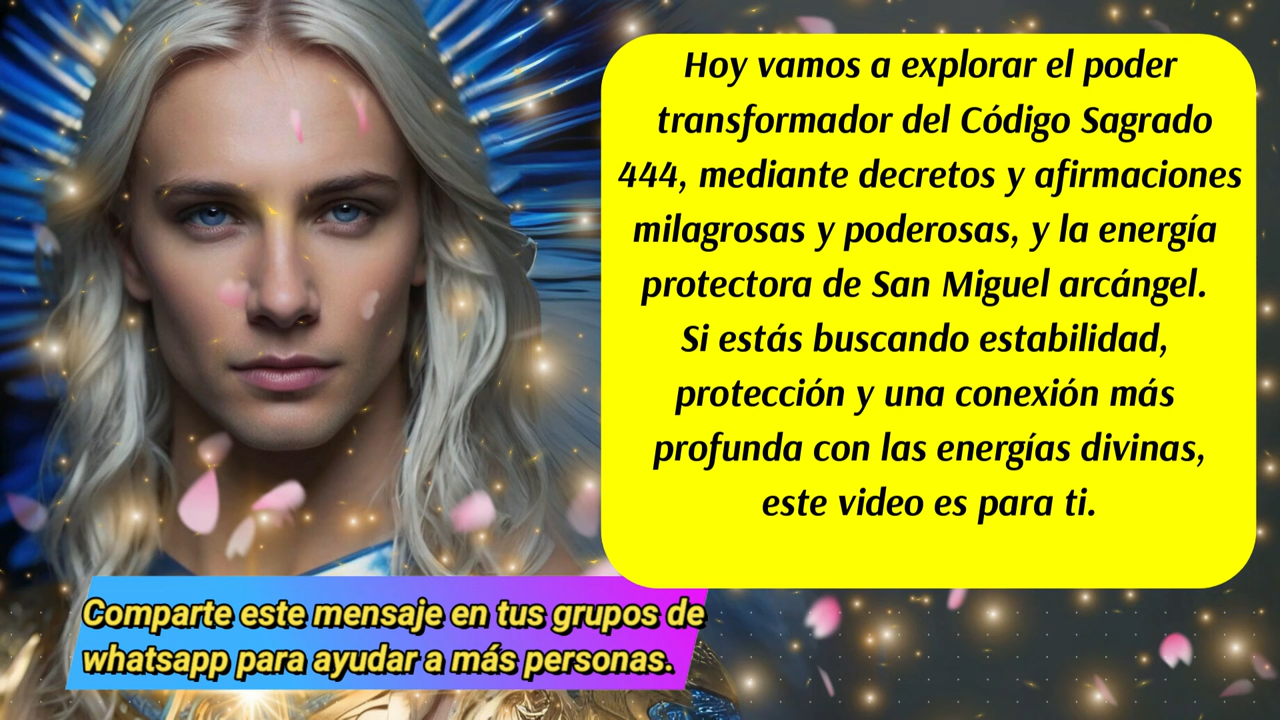 Hoy vamos a explorar el poder
transformador del Código Sagrado
444, mediante decretos y afirmaciones
milagrosas y poderosas, y la energía
protectora de San Miguel arcángel.
Si estás buscando estabilidad,
protección y una conexión más
profunda con las energías divinas,
este video es para ti.
Comparte este mensaje en tus grupos de
whatsapp para ayudar a más personas.